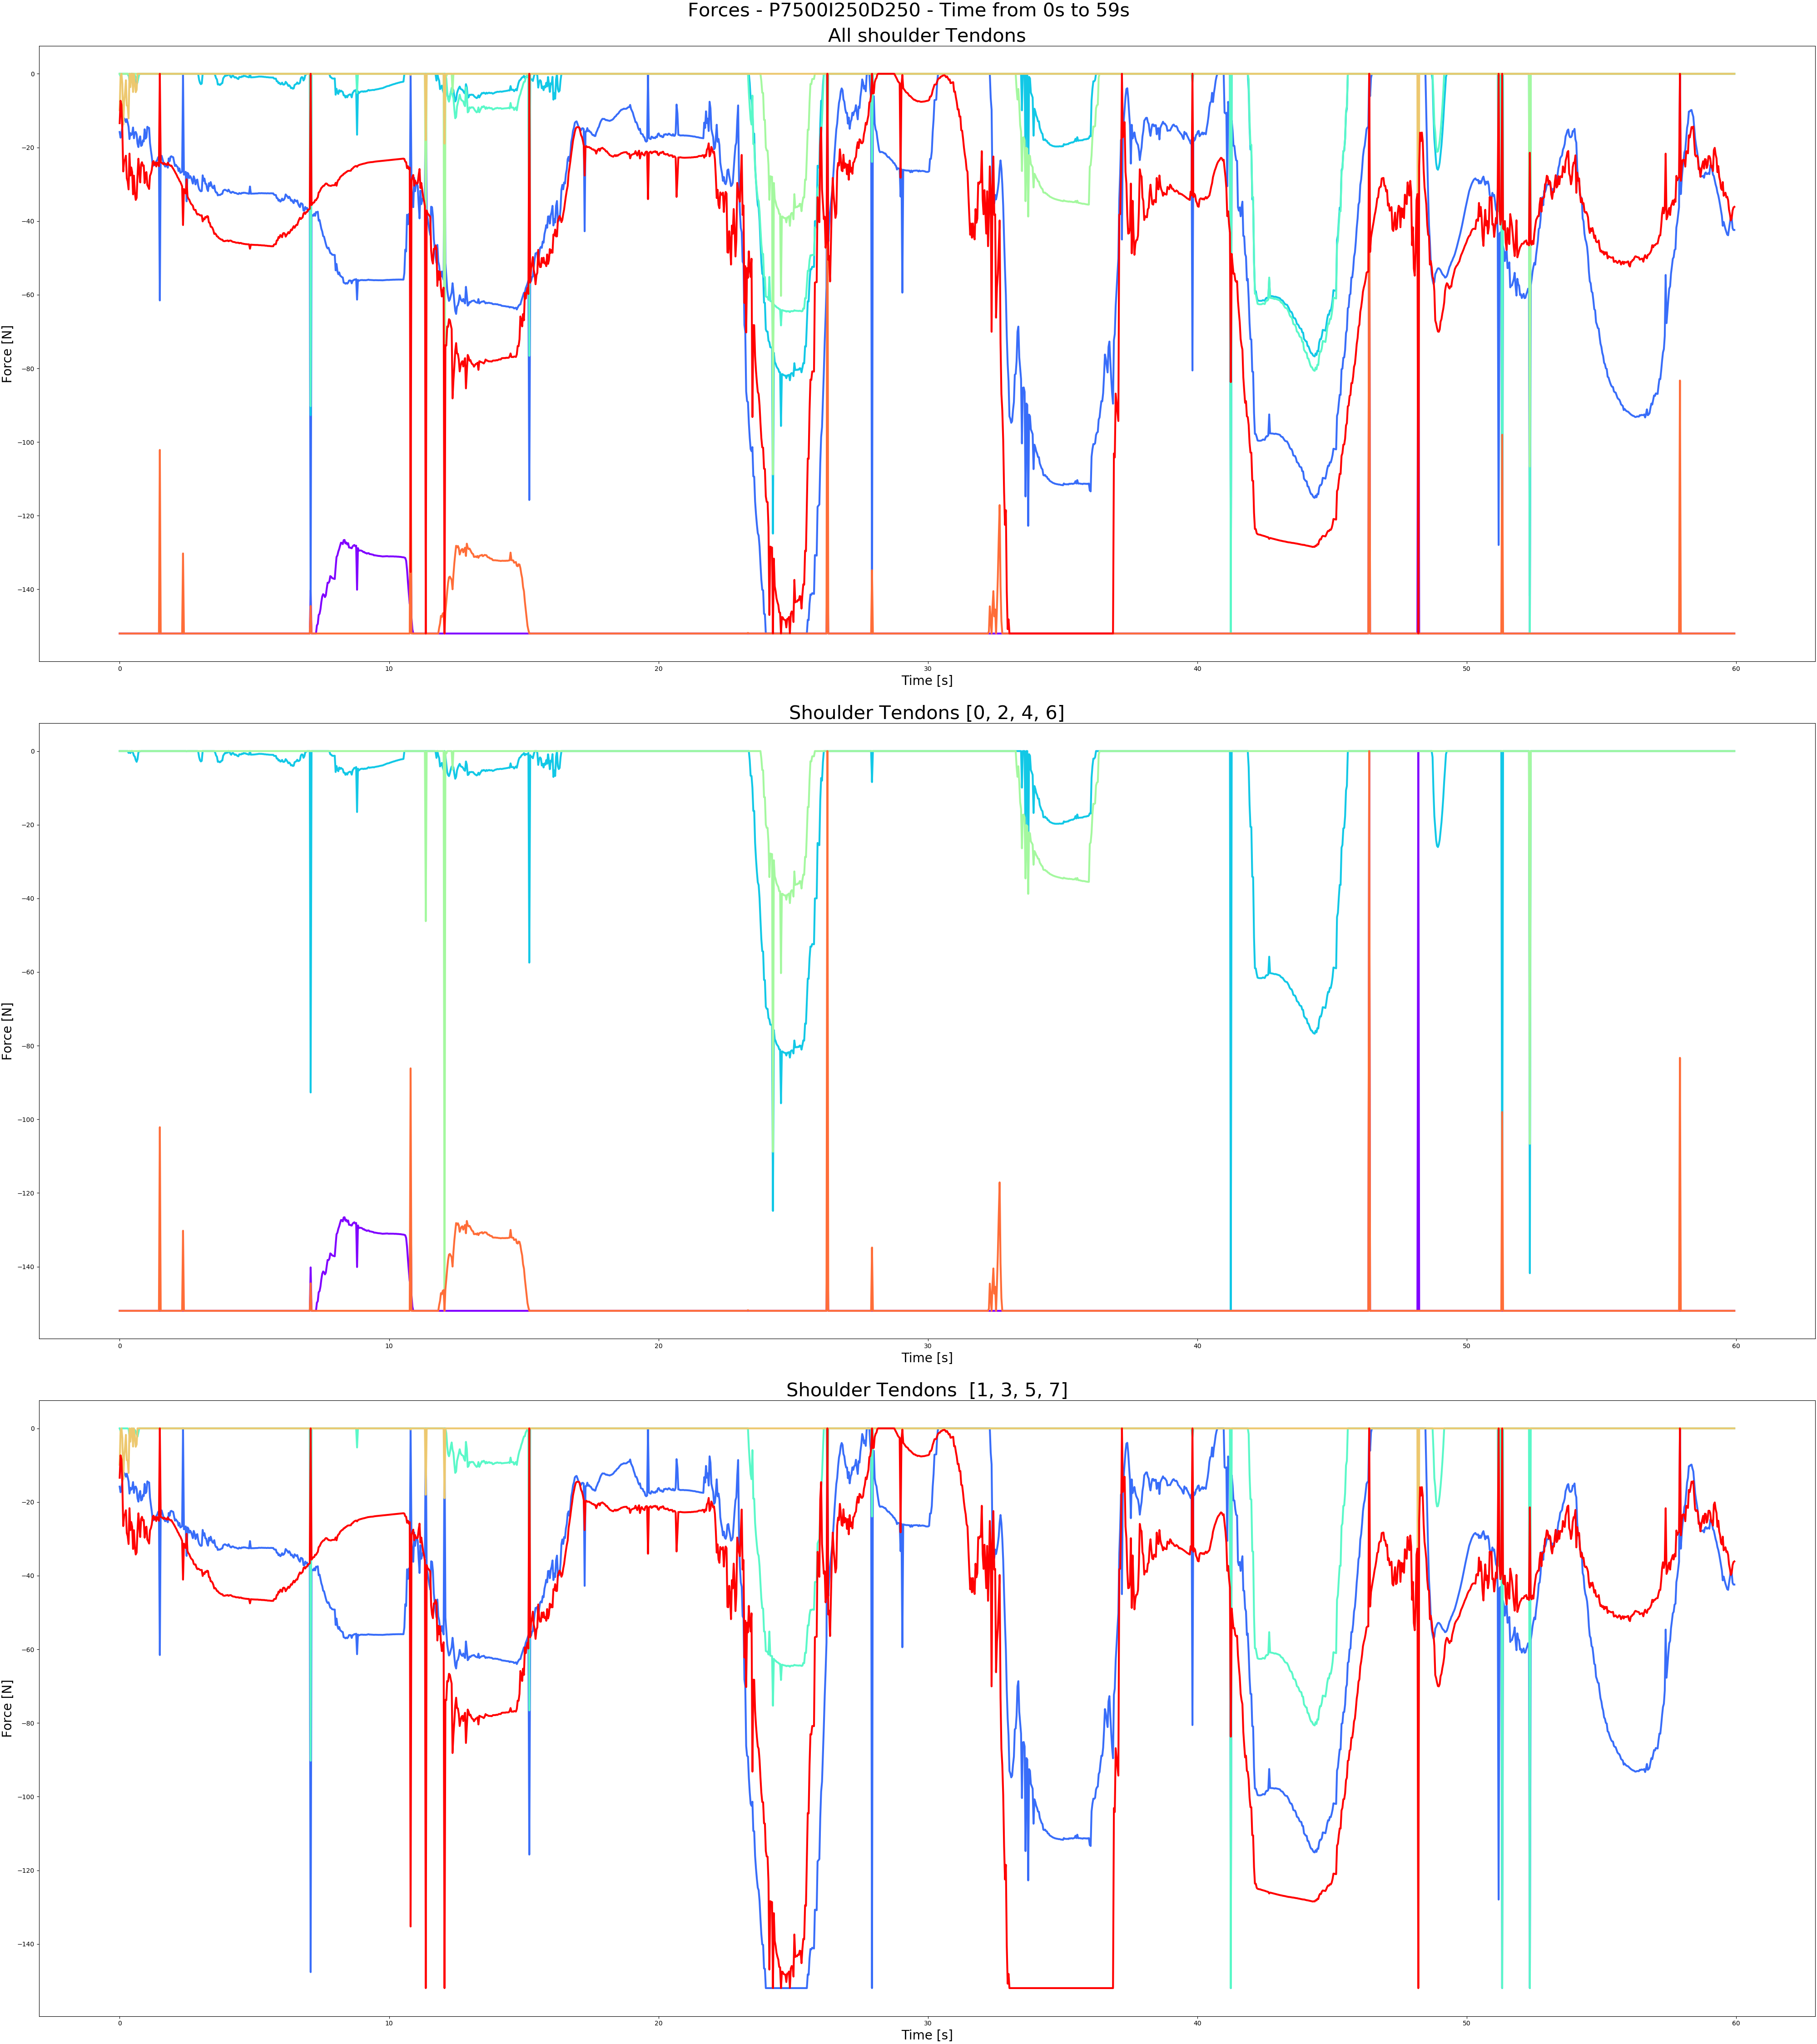 Forces - P7500I250D250 - Time from 0s to 59s
All shoulder Tendons
Force [N]
0
−20
−40
−60
−80
−100
−120
−140
0 10 20 30 40 50 60
Time [s]
Shoulder Tendons [0, 2, 4, 6]
Force [N]
0
−20
−40
−60
−80
−100
−120
−140
0 10 20 30 40 50 60
Time [s]
Shoulder Tendons [1, 3, 5, 7]
Force [N]
0
−20
−40
−60
−80
−100
−120
−140
0 10 20 30 40 50 60
Time [s]